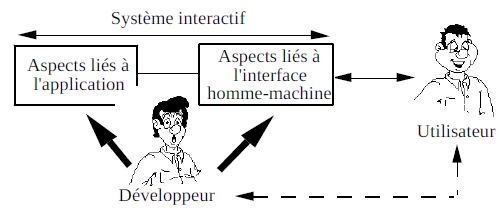 Système interactif
Aspects liés à
l'application
Aspects liés à
l'interface
homme-machine
Utilisateur
Développeur